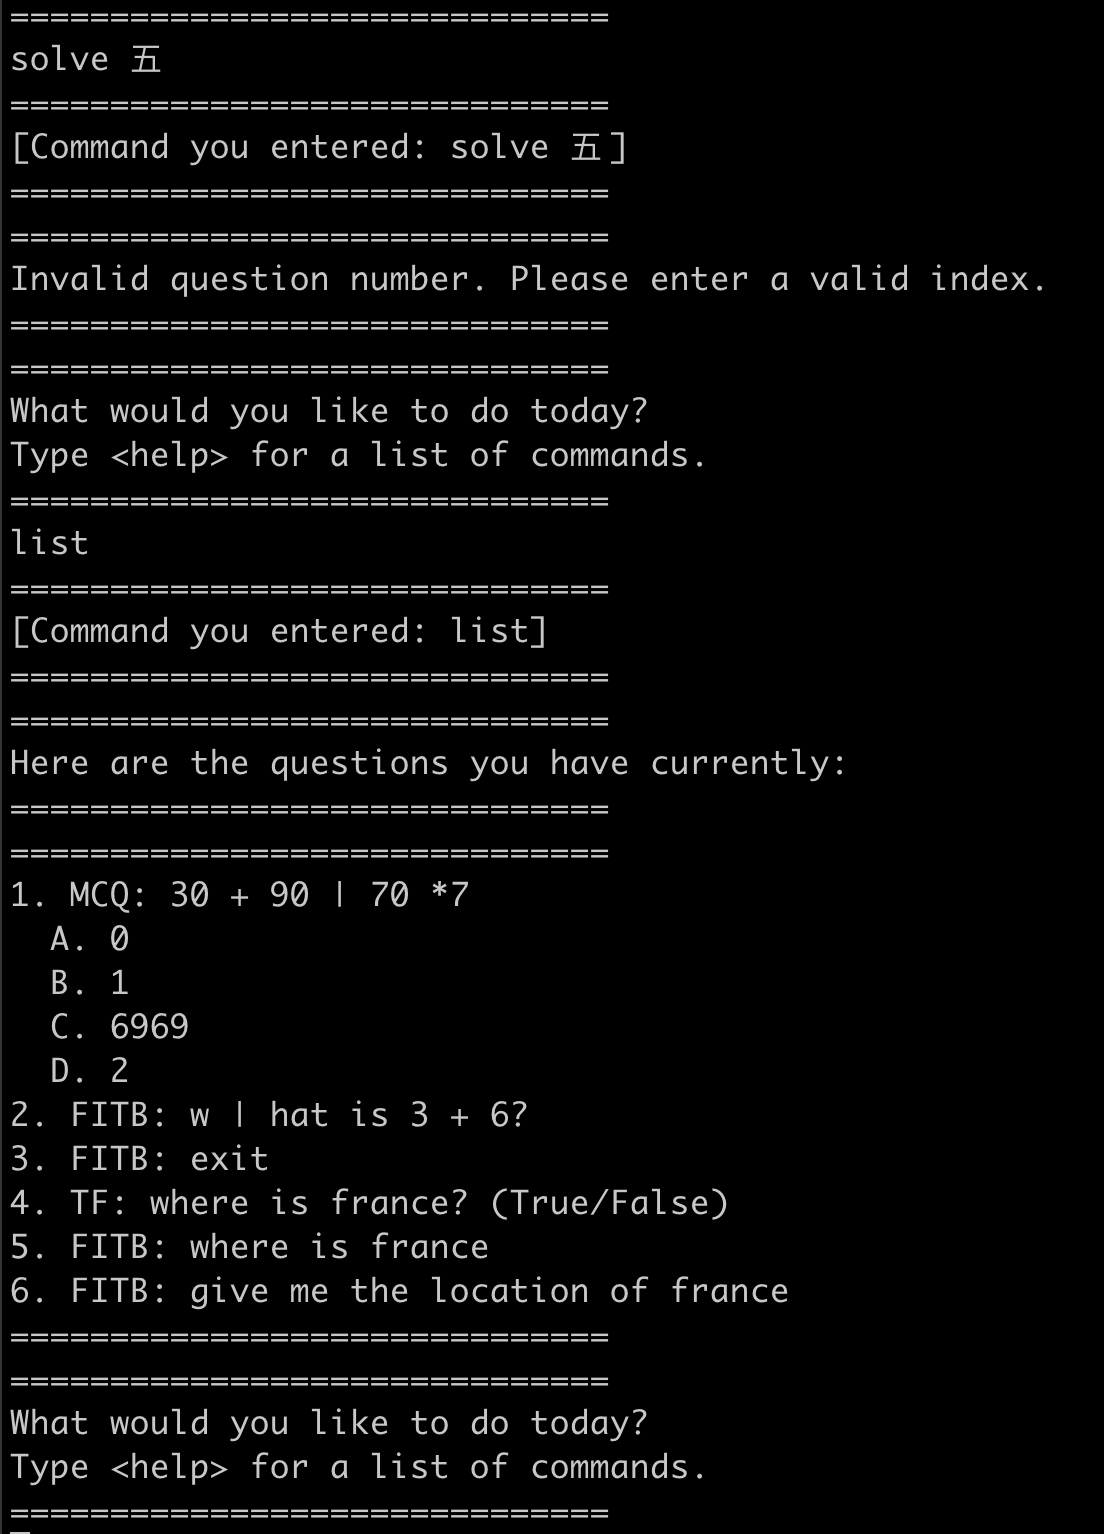 ==============================
solve 五
==============================
[Command you entered: solve 五]
==============================
==============================
Invalid question number. Please enter a valid index.
==============================
==============================
What would you like to do today?
Type <help> for a list of commands.
==============================
list
==============================
[Command you entered: list]
==============================
==============================
Here are the questions you have currently:
==============================
==============================
1. MCQ: 30 + 90 | 70 *7
  A. 0
  B. 1
  C. 6969
  D. 2
2. FITB: w | hat is 3 + 6?
3. FITB: exit
4. TF: where is france? (True/False)
5. FITB: where is france
6. FITB: give me the location of france
==============================
==============================
What would you like to do today?
Type <help> for a list of commands.
==============================